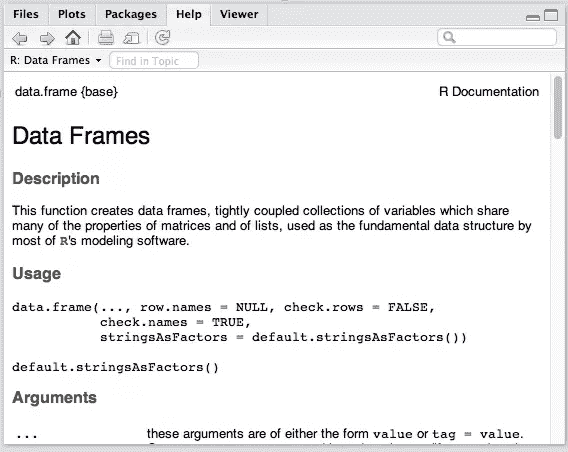 Files Plots Packages Help Viewer
R: Data Frames Find in Topic
data.frame {base} R Documentation
Data Frames
Description
This function creates data frames, tightly coupled collections of variables which share
many of the properties of matrices and of lists, used as the fundamental data structure by
most of R's modeling software.
Usage
data.frame(..., row.names = NULL, check.rows = FALSE,
check.names = TRUE,
stringsAsFactors = default.stringsAsFactors())
default.stringsAsFactors()
Arguments
... these arguments are of either the form value or tag = value.